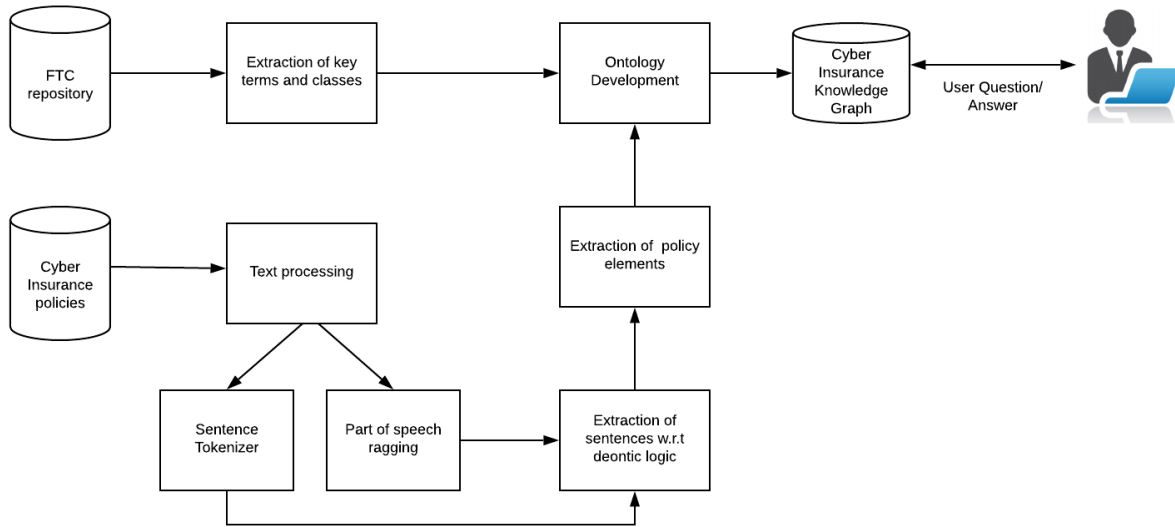 FTC
repository
Extraction of key
terms and classes
Ontology
Development
Cyber
Insurance
Knowledge
Graph
User Question/
Answer
Cyber
Insurance
policies
Text processing
Extraction of policy
elements
Sentence
Tokenizer
Part of speech
ragging
Extraction of
sentences w.r.t
deontic logic